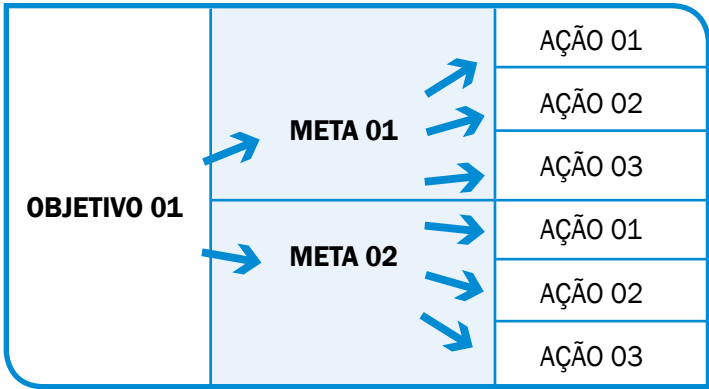 OBJETIVO 01
META 01
AÇÃO 01
AÇÃO 02
AÇÃO 03
META 02
AÇÃO 01
AÇÃO 02
AÇÃO 03